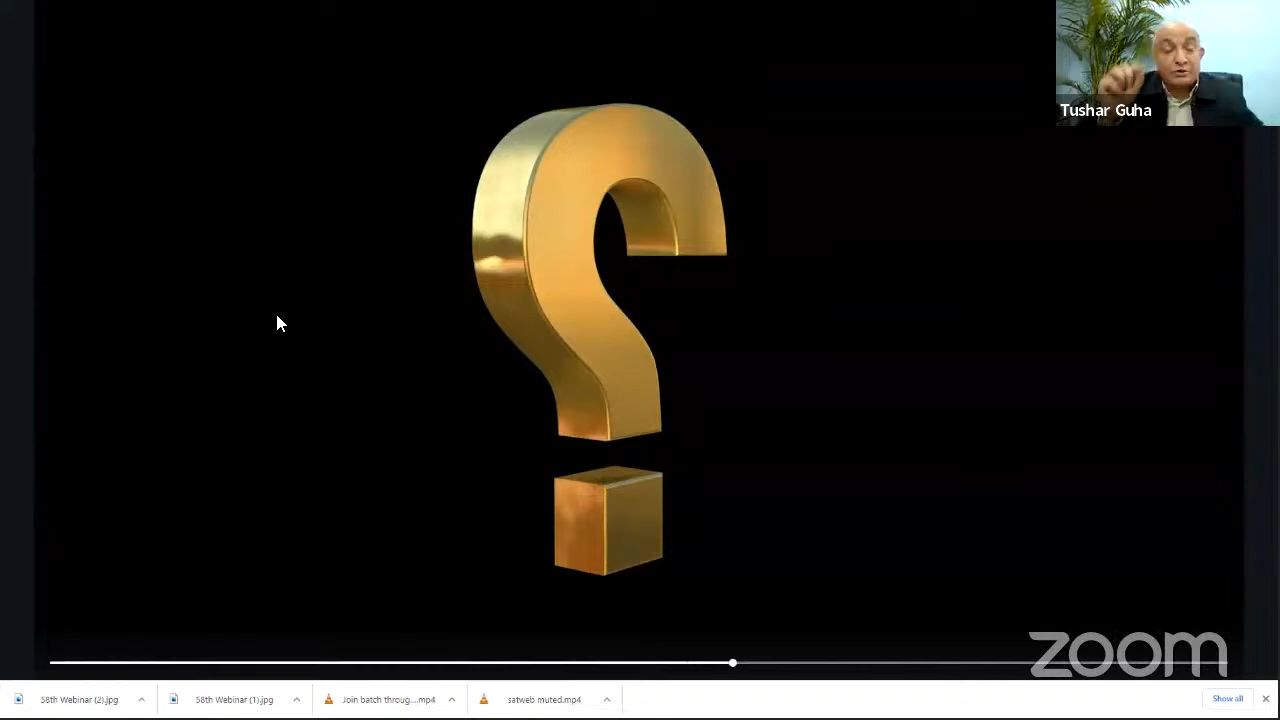 ?
Tushar Guha
zoom
58th Webinar (2).jpg
58th Webinar (1).jpg
Join batch throug....mp4
satweb muted.mp4
Show all